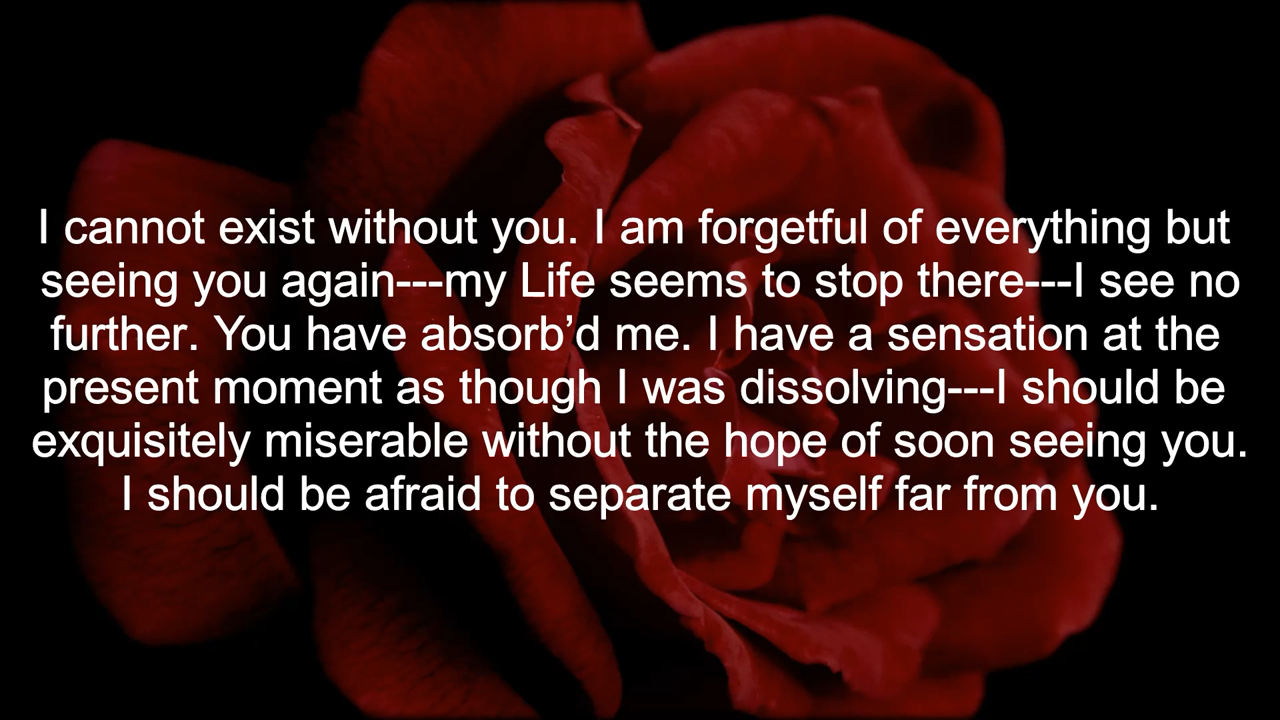 I cannot exist without you. I am forgetful of everything but
seeing you again---my Life seems to stop there---I see no
further. You have absorb’d me. I have a sensation at the
present moment as though I was dissolving---I should be
exquisitely miserable without the hope of soon seeing you.
I should be afraid to separate myself far from you.